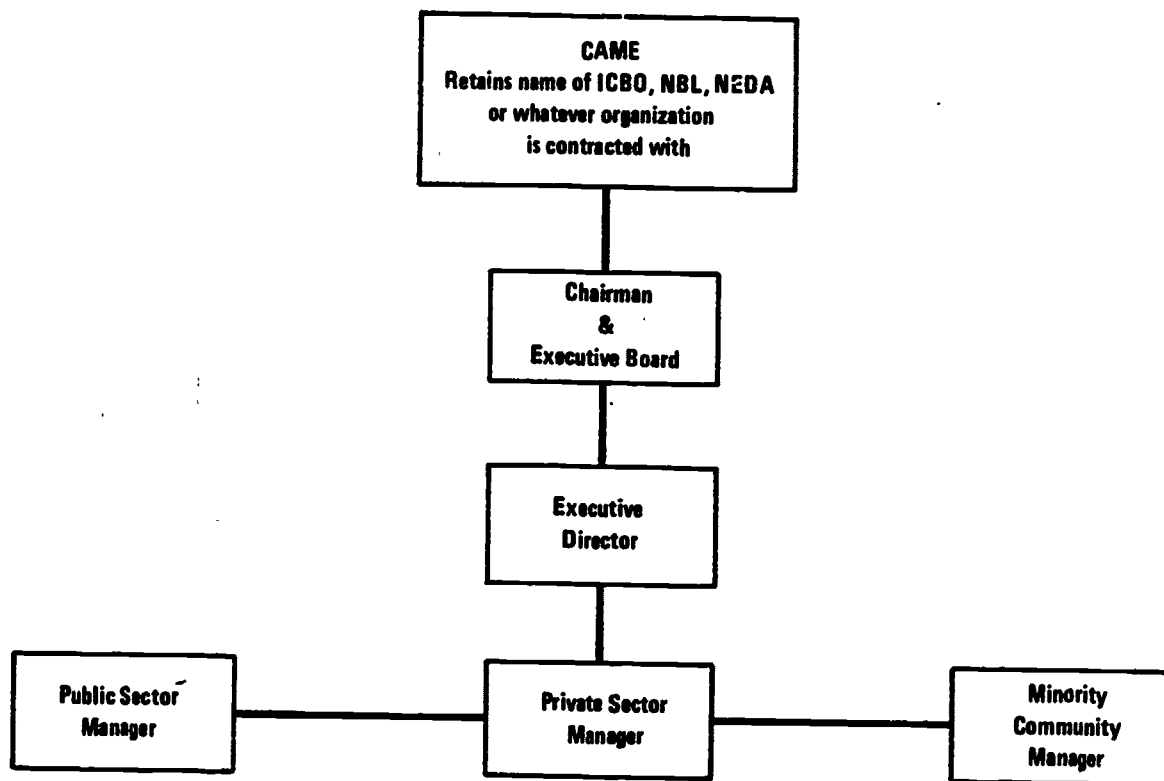 CAME
Retains name of ICBO, NBL, NEDA
or whatever organization
is contracted with
Chairman
&
Executive Board
Executive
Director
Public Sector
Manager
Private Sector
Manager
Minority
Community
Manager